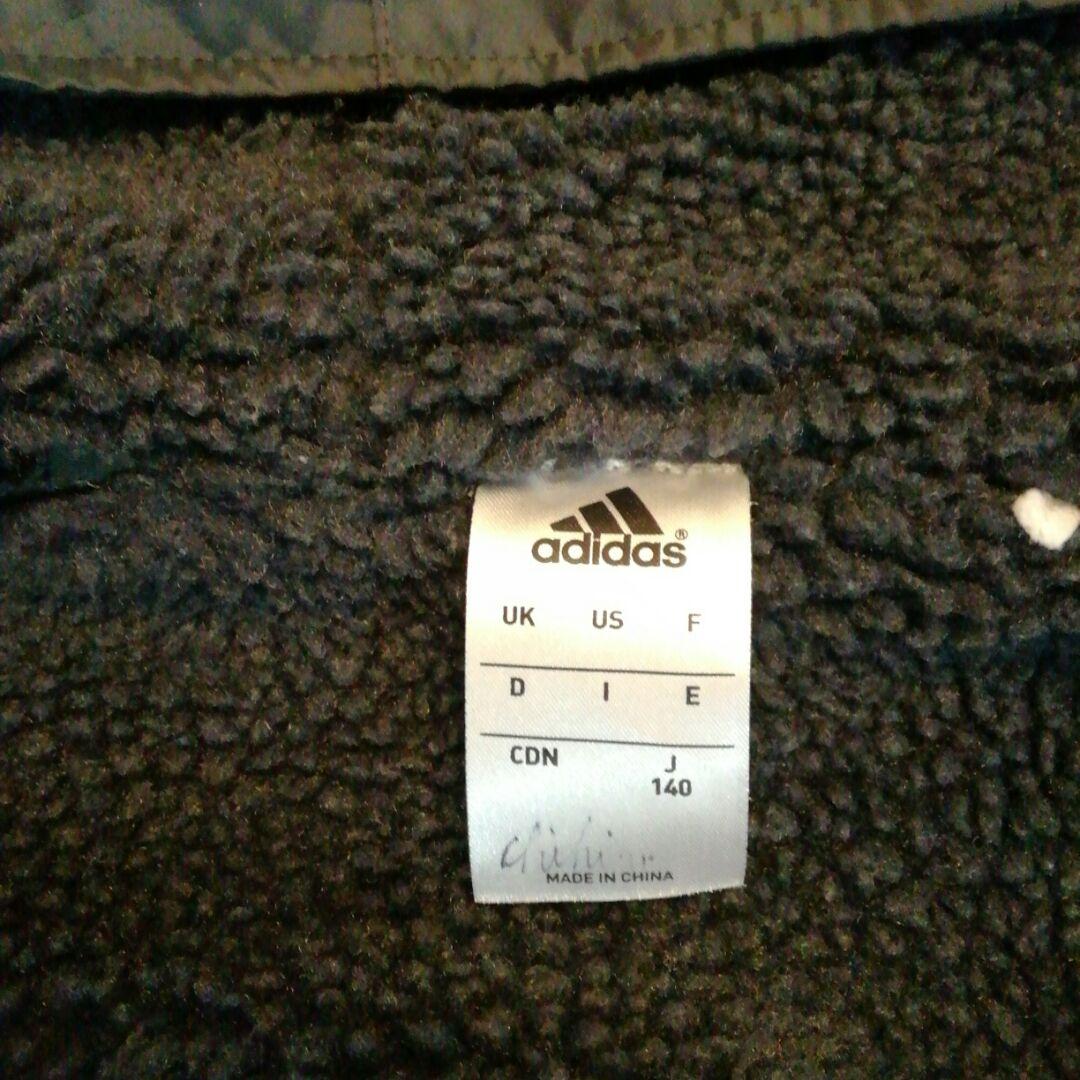 adidas®
UK US F
D I E
CDN J
140
MADE IN CHINA